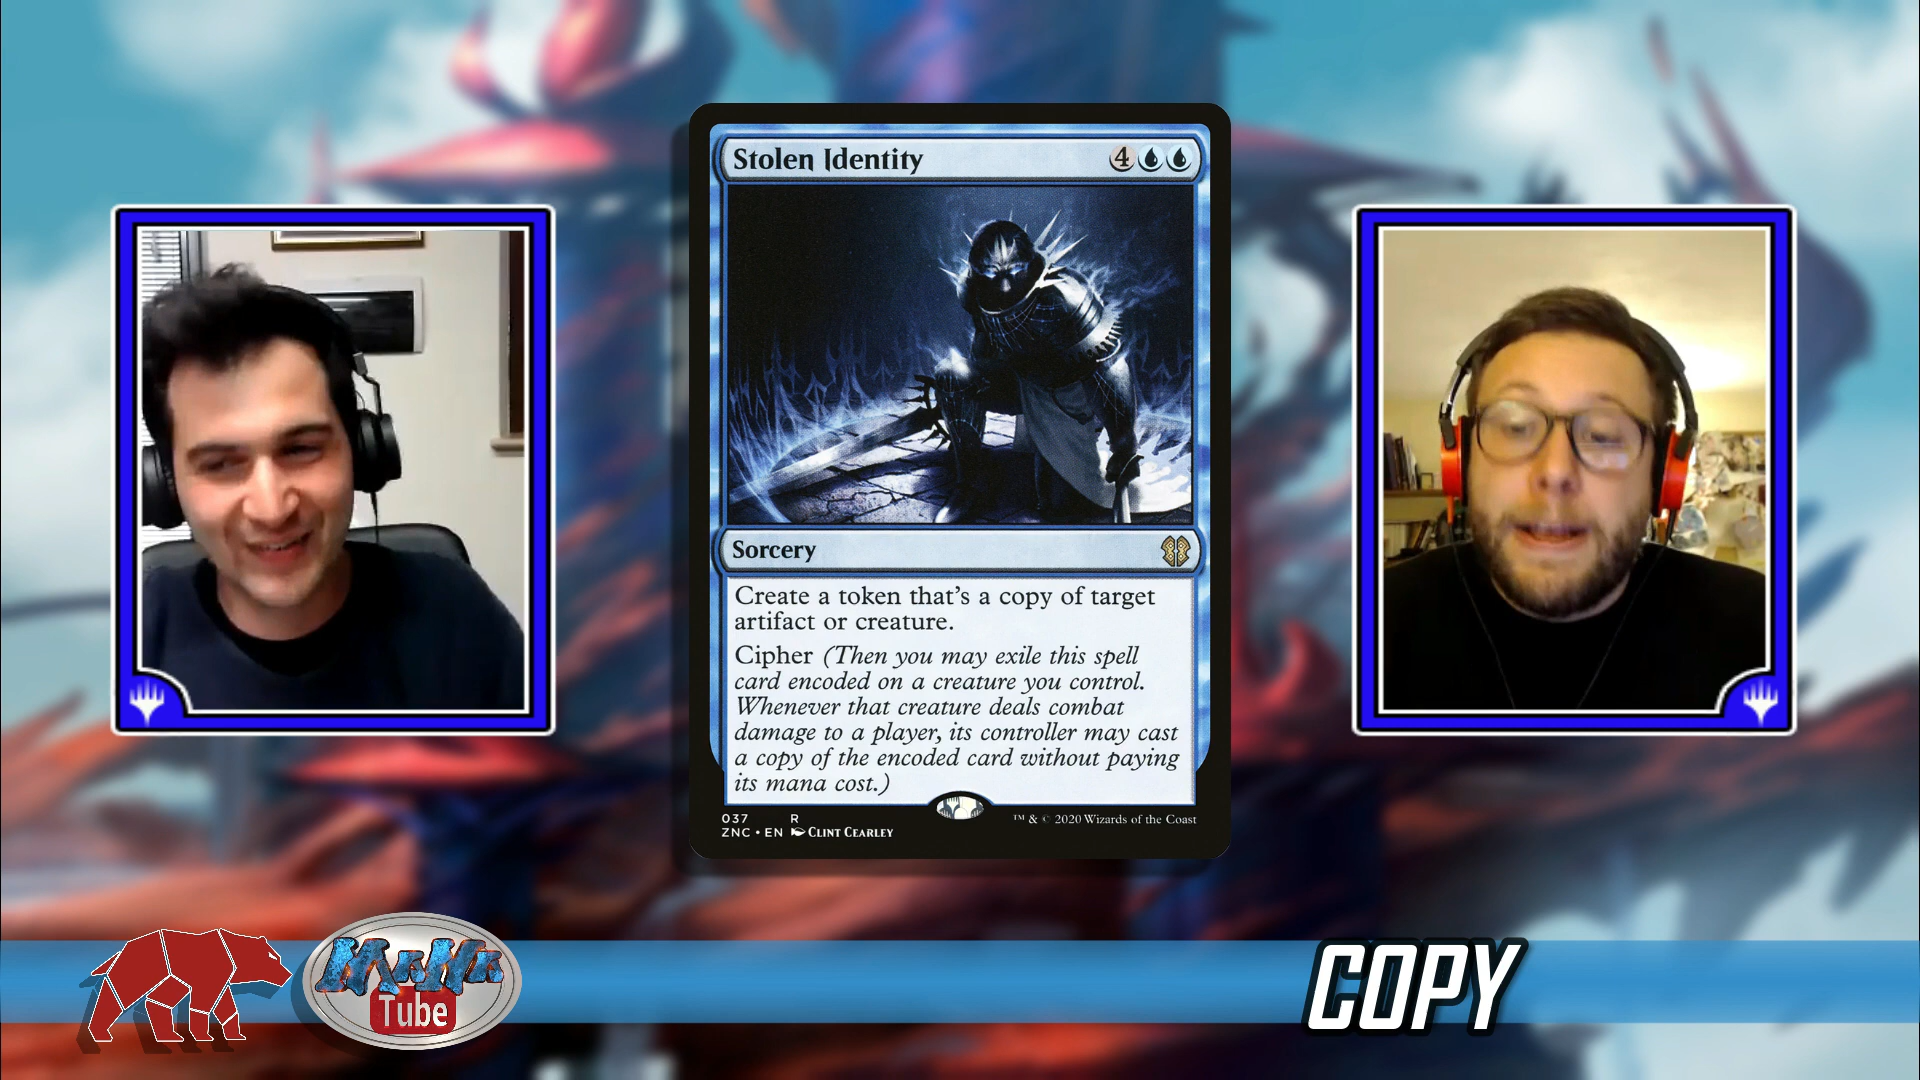 Stolen Identity
4
Sorcery
Create a token that's a copy of target
artifact or creature.
Cipher (Then you may exile this spell
card encoded on a creature you control.
Whenever that creature deals combat
damage to a player, its controller may cast
a copy of the encoded card without paying
its mana cost.)
037 R
ZNC • EN CLINT CEARLEY
™ & © 2020 Wizards of the Coast
MaNa
Tube
COPY